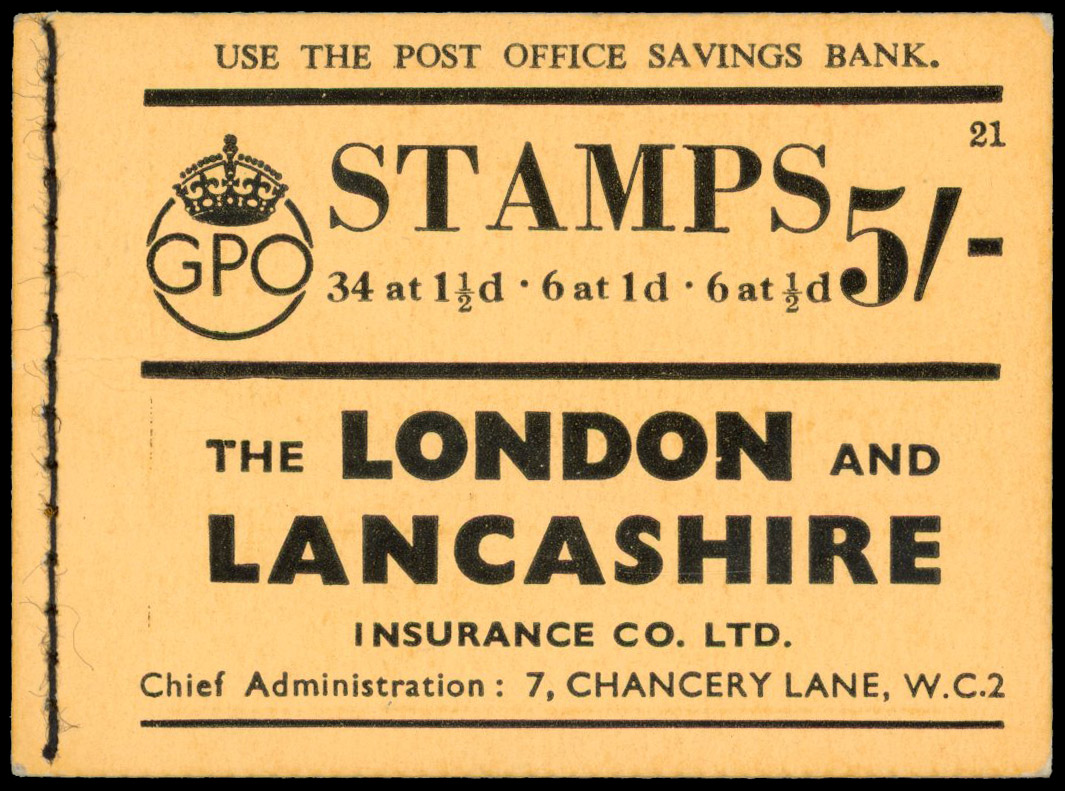 USE THE POST OFFICE SAVINGS BANK.
21
STAMPS 5/-
GPO
34 at 1½d · 6 at 1d · 6 at ½d
THE LONDON AND
LANCASHIRE
INSURANCE CO. LTD.
Chief Administration: 7, CHANCERY LANE, W.C.2